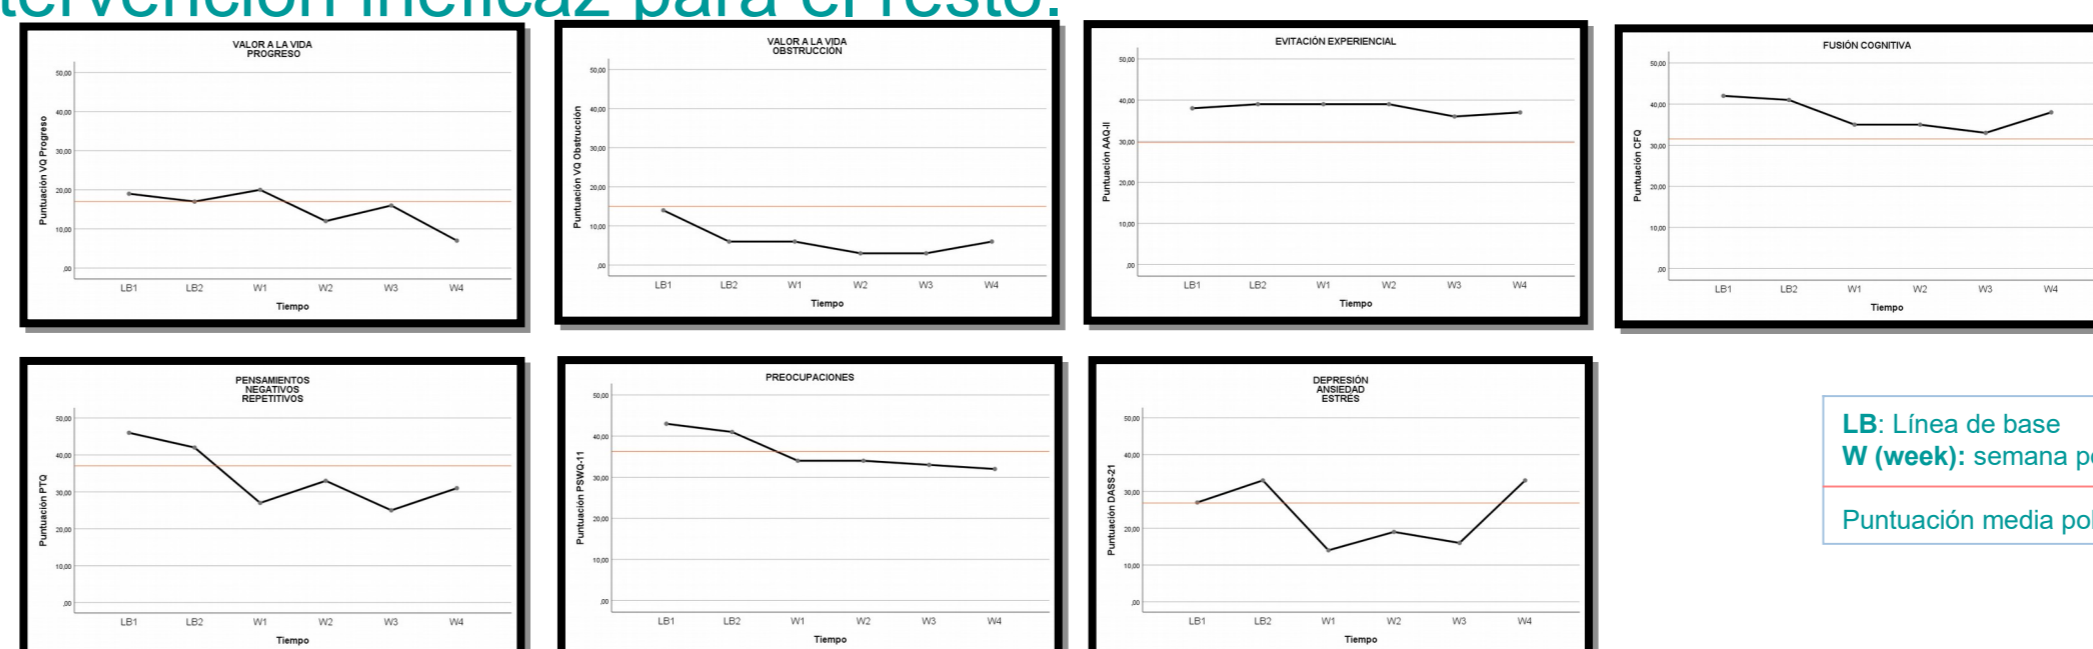 tervención ineficaz para el resto.
VALOR A LA VIDA
PROGRESO
Puntuación VQ Progreso
50,00
40,00
30,00
20,00
10,00
,00
LB1 LB2 W1 W2 W3 W4
Tiempo
VALOR A LA VIDA
OBSTRUCCIÓN
Puntuación VQ Obstrucción
50,00
40,00
30,00
20,00
10,00
,00
LB1 LB2 W1 W2 W3 W4
Tiempo
EVITACIÓN EXPERIENCIAL
Puntuación AAQ-II
50,00
40,00
30,00
20,00
10,00
,00
LB1 LB2 W1 W2 W3 W4
Tiempo
FUSIÓN COGNITIVA
Puntuación CFQ
50,00
40,00
30,00
20,00
10,00
,00
LB1 LB2 W1 W2 W3 W4
Tiempo
PENSAMIENTOS
NEGATIVOS
REPETITIVOS
Puntuación PTQ
50,00
40,00
30,00
20,00
10,00
,00
LB1 LB2 W1 W2 W3 W4
Tiempo
PREOCUPACIONES
Puntuación PSWQ-11
50,00
40,00
30,00
20,00
10,00
,00
LB1 LB2 W1 W2 W3 W4
Tiempo
DEPRESIÓN
ANSIEDAD
ESTRÉS
Puntuación DASS-21
50,00
40,00
30,00
20,00
10,00
,00
LB1 LB2 W1 W2 W3 W4
Tiempo
LB: Línea de base
W (week): semana
Puntuación media